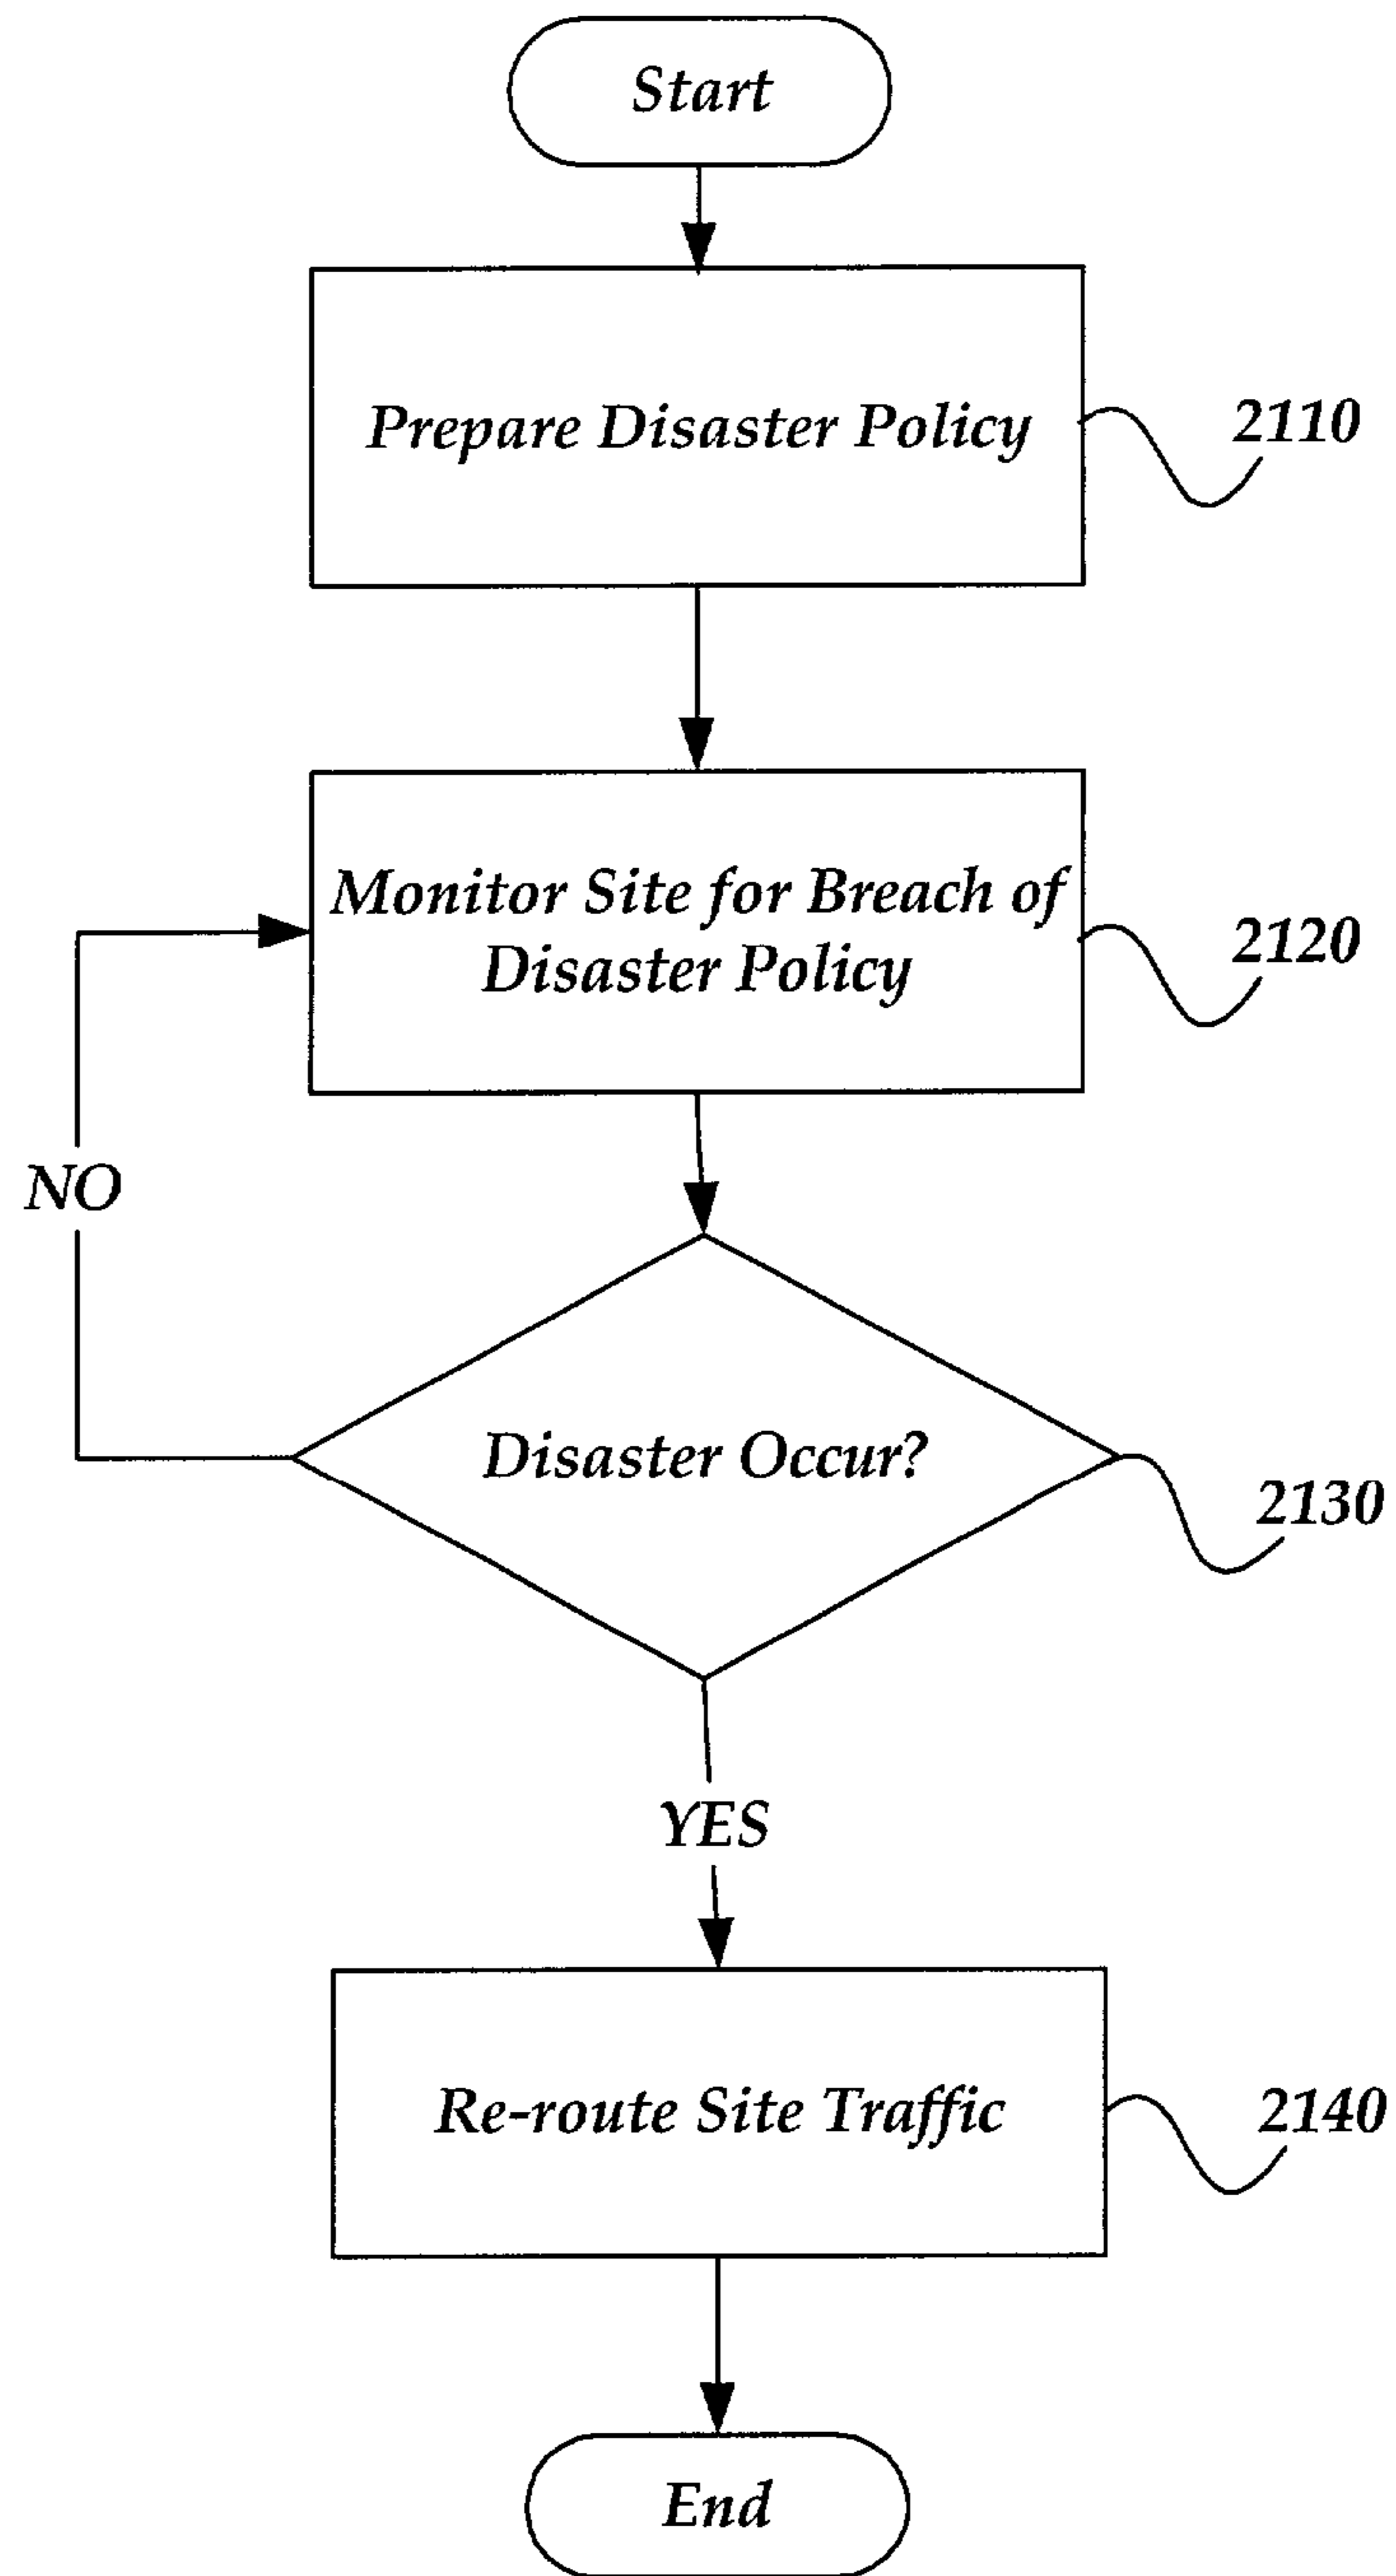 Start
Prepare Disaster Policy
2110
Monitor Site for Breach of
Disaster Policy
2120
NO
Disaster Occur?
2130
YES
Re-route Site Traffic
2140
End